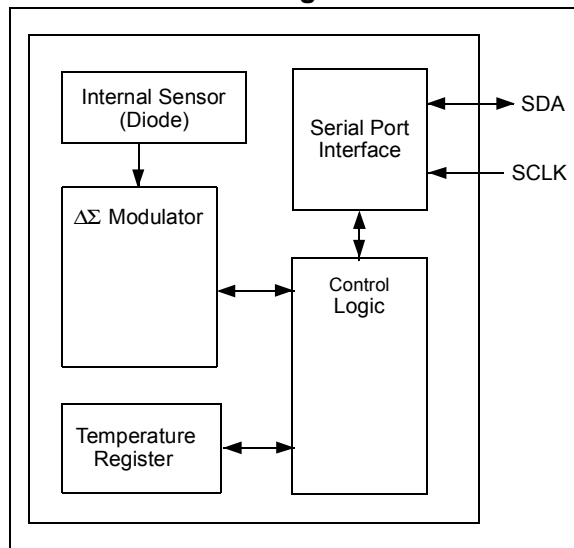 Internal Sensor
(Diode)
ΔΣ Modulator
Temperature
Register
Serial Port
Interface
Control
Logic
SDA
SCLK